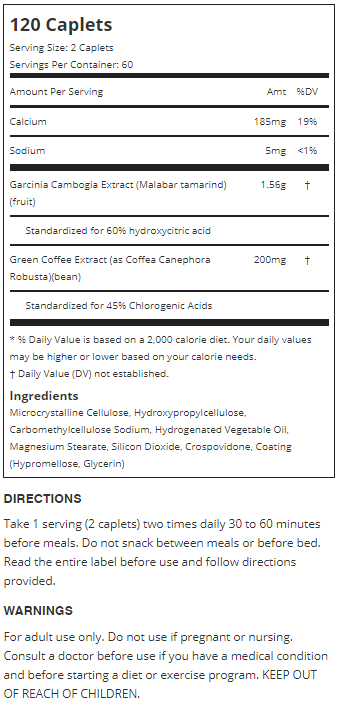 120 Caplets
Serving Size: 2 Caplets
Servings Per Container: 60
Amount Per Serving Amt %DV
Calcium 185mg 19%
Sodium 5mg <1%
Garcinia Cambogia Extract (Malabar tamarind) 1.56g †
(fruit)
Standardized for 60% hydroxycitric acid
Green Coffee Extract (as Coffea Canephora 200mg †
Robusta)(bean)
Standardized for 45% Chlorogenic Acids
* % Daily Value is based on a 2,000 calorie diet. Your daily values
may be higher or lower based on your calorie needs.
† Daily Value (DV) not established.
Ingredients
Microcrystalline Cellulose, Hydroxypropylcellulose,
Carbomethylcellulose Sodium, Hydrogenated Vegetable Oil,
Magnesium Stearate, Silicon Dioxide, Crospovidone, Coating
(Hypromellose, Glycerin)
DIRECTIONS
Take 1 serving (2 caplets) two times daily 30 to 60 minutes
before meals. Do not snack between meals or before bed.
Read the entire label before use and follow directions
provided.
WARNINGS
For adult use only. Do not use if pregnant or nursing.
Consult a doctor before use if you have a medical condition
and before starting a diet or exercise program. KEEP OUT
OF REACH OF CHILDREN.